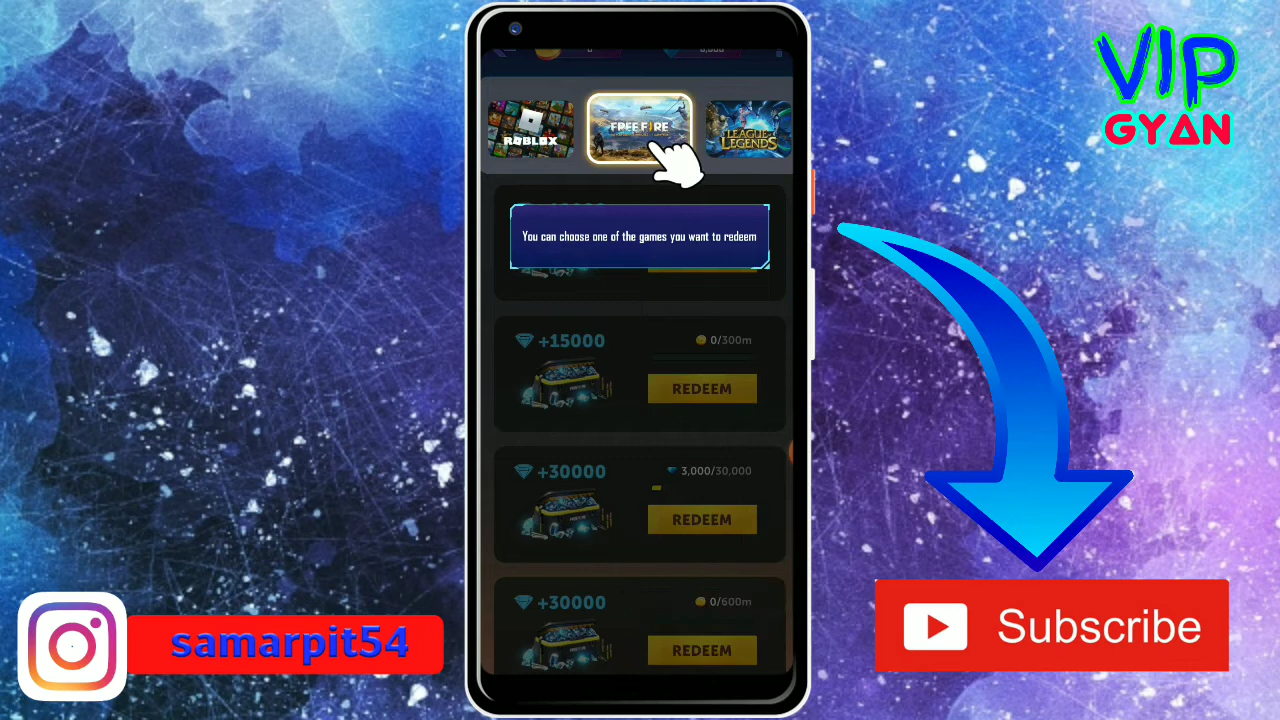 VIP
GYAN
ROBLOX
FREE FIRE
LEAGUE OF
LEGENDS
You can choose one of the games you want to redeem
+15000
0/300m
REDEEM
+30000
3,000/30,000
REDEEM
+30000
0/600m
REDEEM
samarpit54
Subscribe